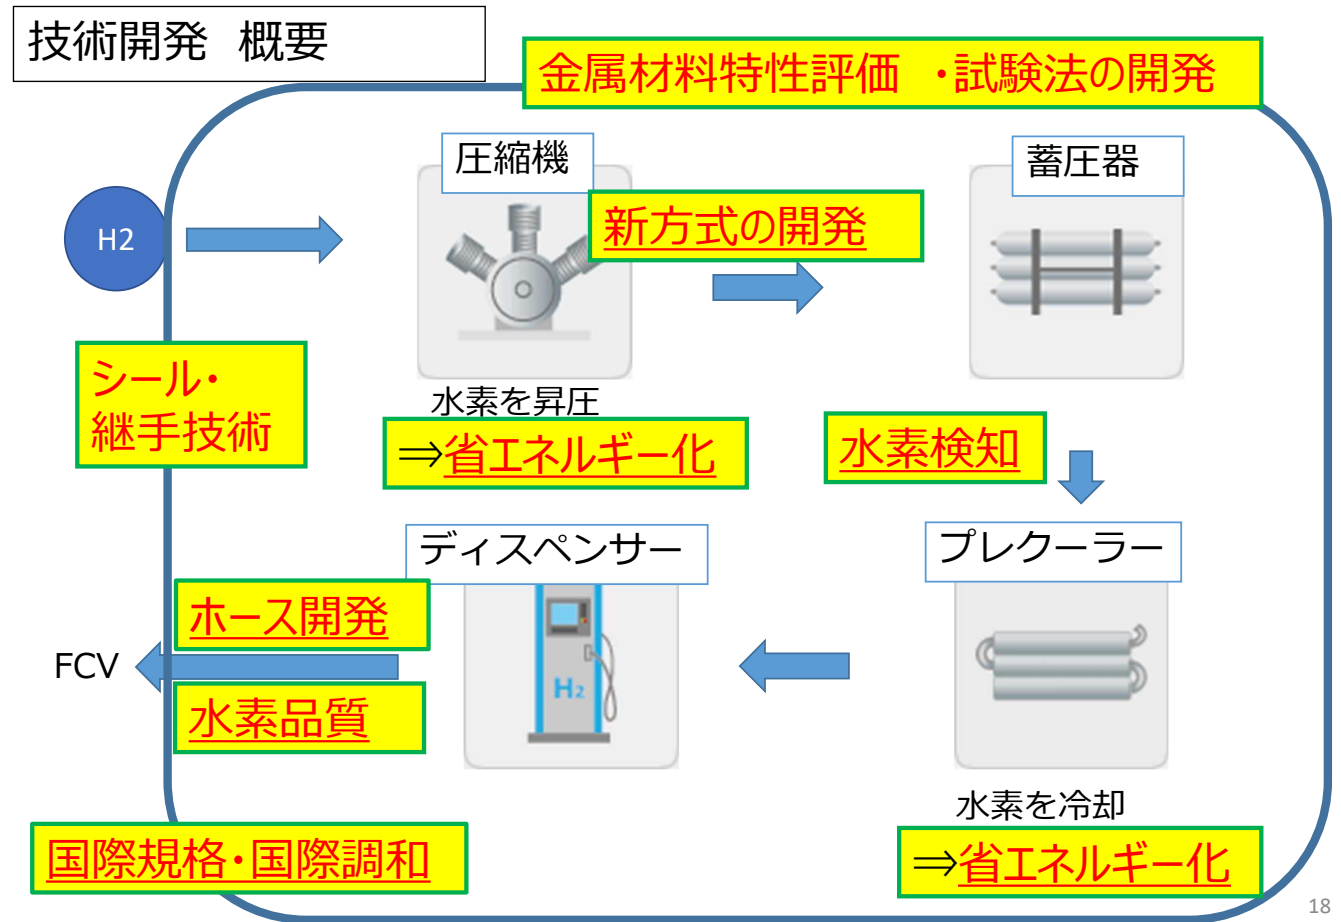 技術開発　概要
金属材料特性評価　・試験法の開発
圧縮機
蓄圧器
新方式の開発
H2
シール・
継手技術
水素を昇圧
⇒省エネルギー化
水素検知
ディスペンサー
プレクーラー
ホース開発
FCV
H₂
水素品質
水素を冷却
国際規格・国際調和
⇒省エネルギー化
18